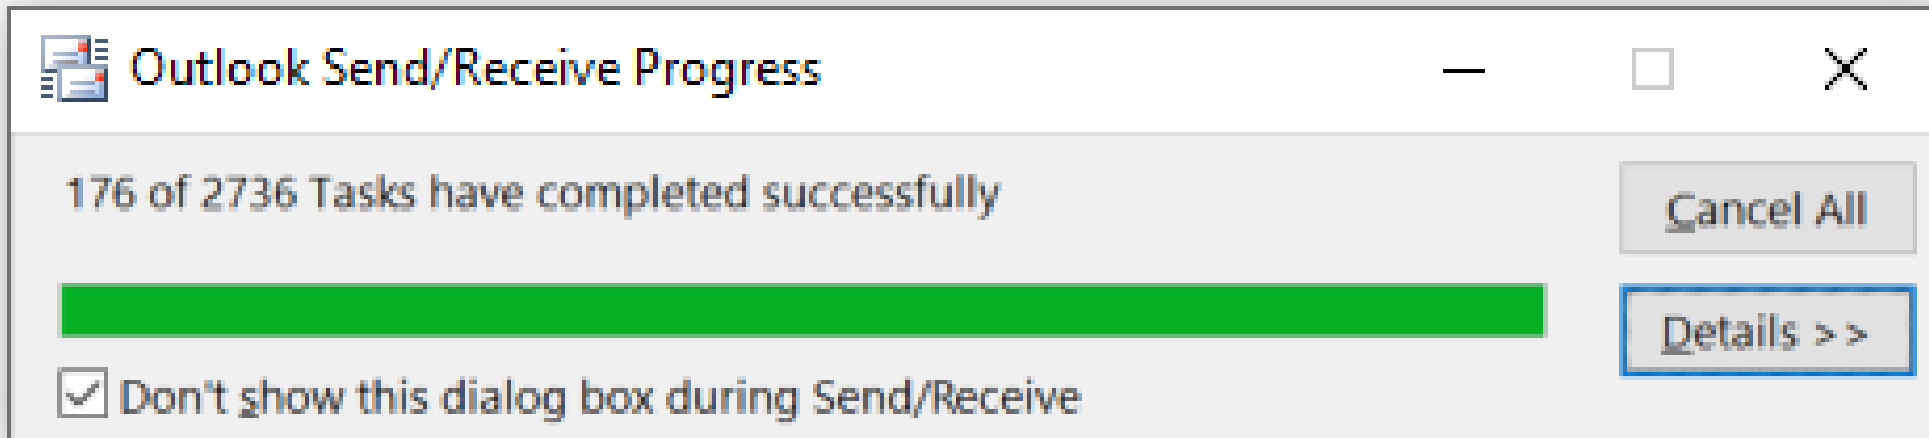 Outlook Send/Receive Progress
176 of 2736 Tasks have completed successfully
Cancel All
Details >>
Don't show this dialog box during Send/Receive